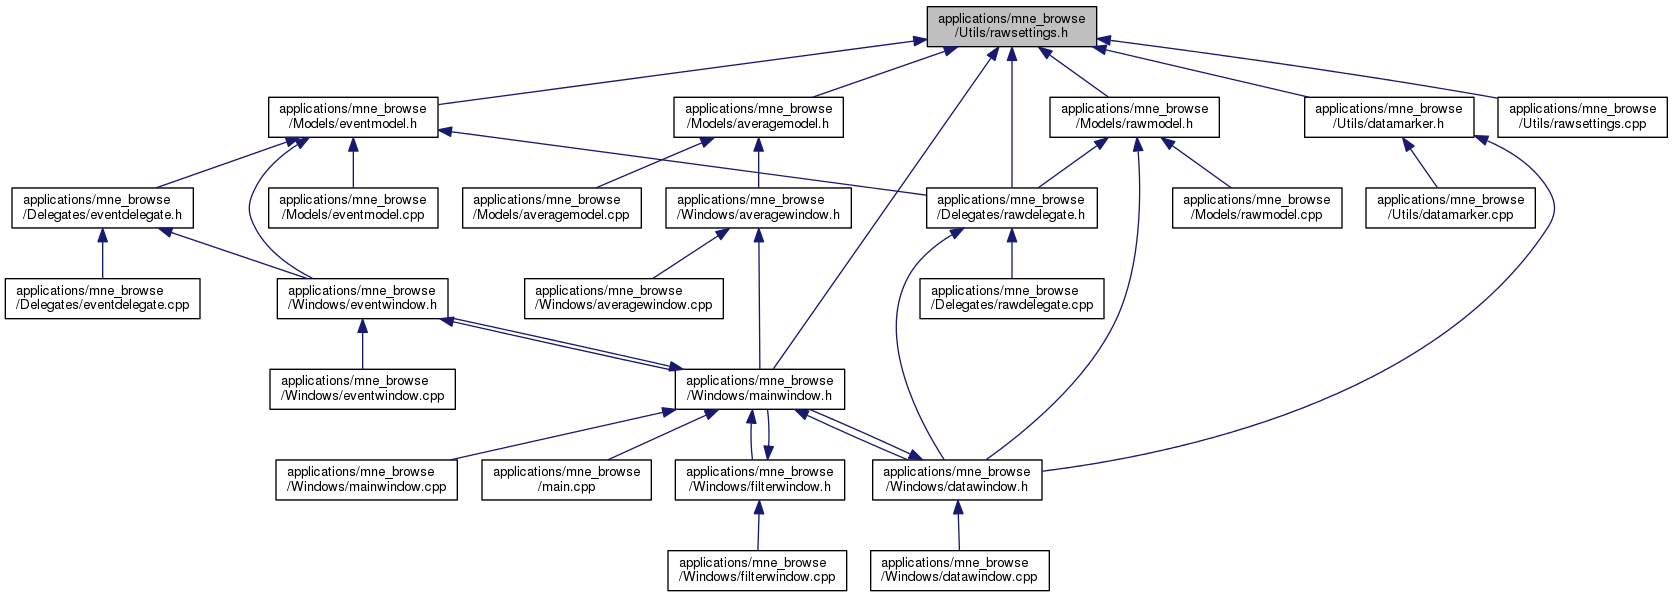 applications/mne_browse
/Utils/rawsettings.h
applications/mne_browse
/Models/eventmodel.h
applications/mne_browse
/Models/averagemodel.h
applications/mne_browse
/Models/rawmodel.h
applications/mne_browse
/Utils/datamarker.h
applications/mne_browse
/Utils/rawsettings.cpp
applications/mne_browse
/Delegates/eventdelegate.h
applications/mne_browse
/Models/eventmodel.cpp
applications/mne_browse
/Models/averagemodel.cpp
applications/mne_browse
/Windows/averagewindow.h
applications/mne_browse
/Delegates/rawdelegate.h
applications/mne_browse
/Models/rawmodel.cpp
applications/mne_browse
/Utils/datamarker.cpp
applications/mne_browse
/Delegates/eventdelegate.cpp
applications/mne_browse
/Windows/eventwindow.h
applications/mne_browse
/Windows/averagewindow.cpp
applications/mne_browse
/Delegates/rawdelegate.cpp
applications/mne_browse
/Windows/eventwindow.cpp
applications/mne_browse
/Windows/mainwindow.h
applications/mne_browse
/Windows/mainwindow.cpp
applications/mne_browse
/main.cpp
applications/mne_browse
/Windows/filterwindow.h
applications/mne_browse
/Windows/datawindow.h
applications/mne_browse
/Windows/filterwindow.cpp
applications/mne_browse
/Windows/datawindow.cpp